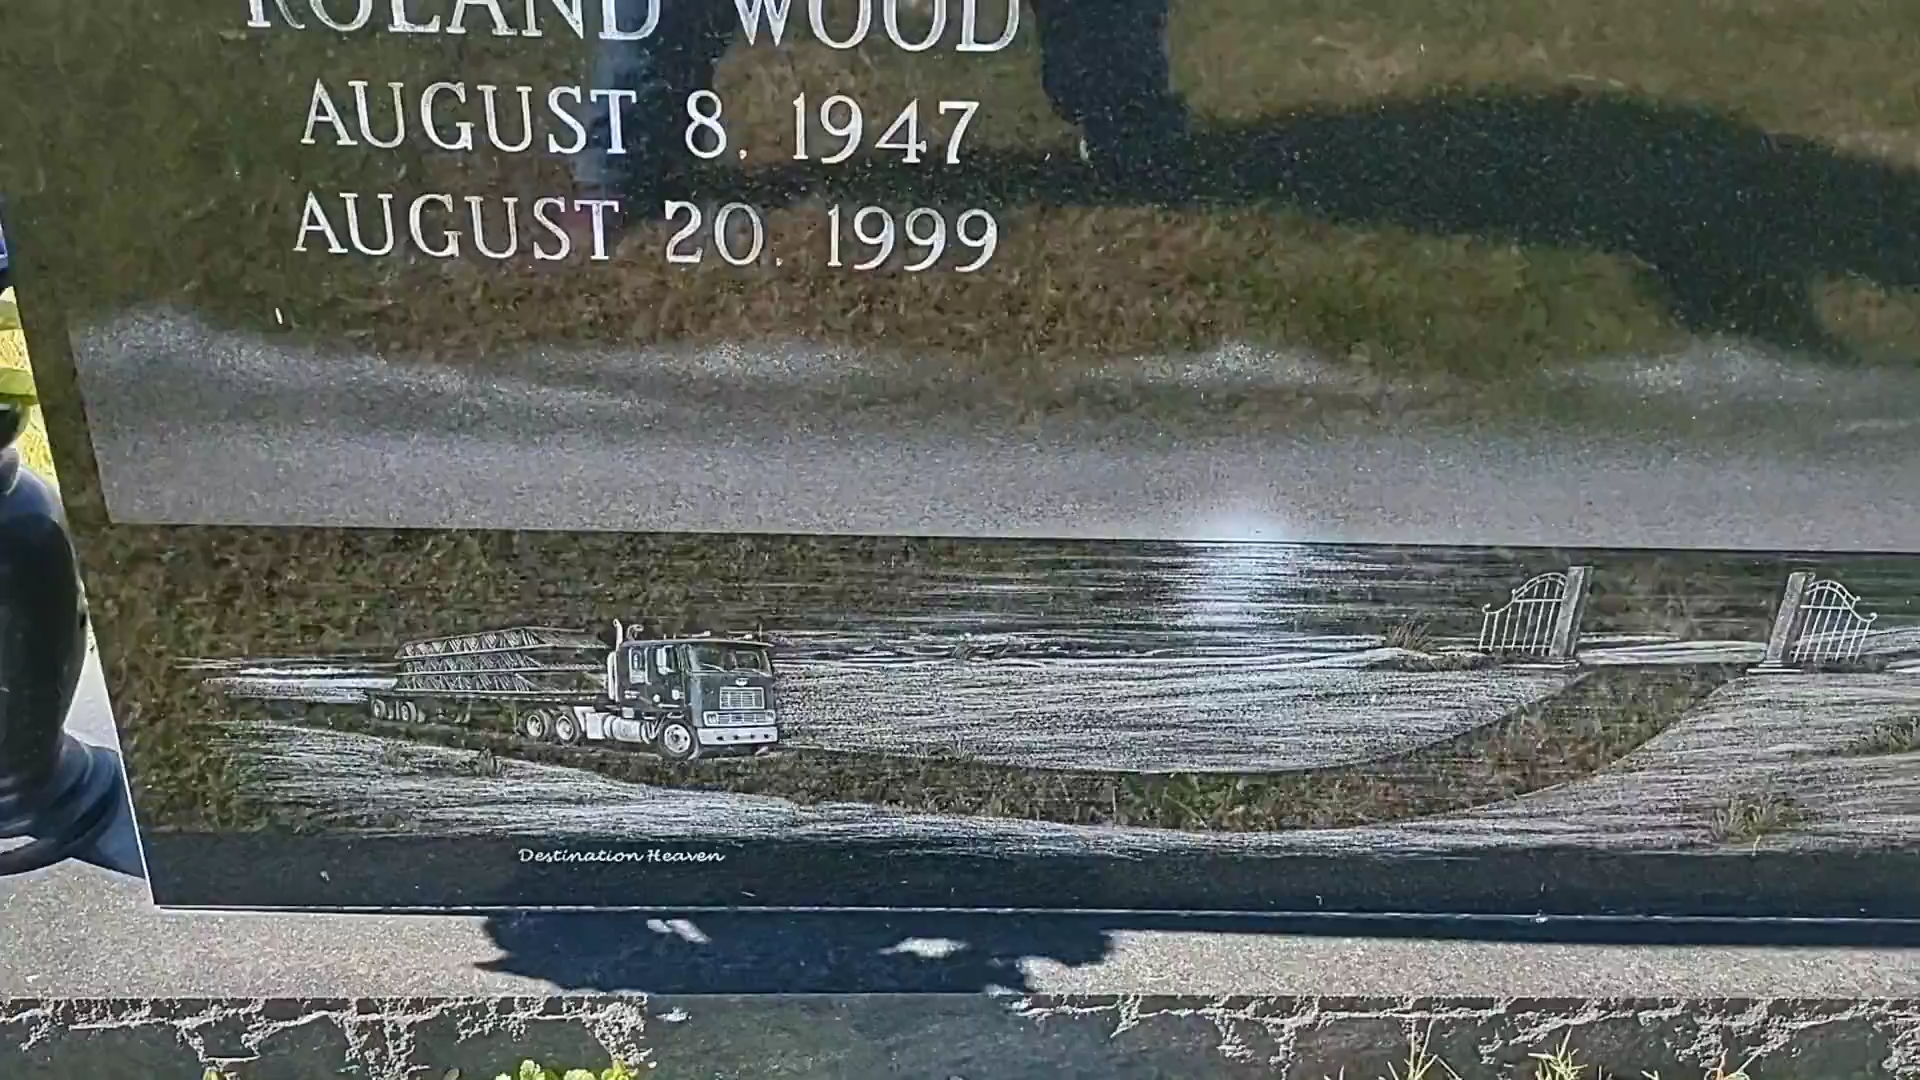 ROLAND WOOD
AUGUST 8, 1947
AUGUST 20, 1999
Destination Heaven